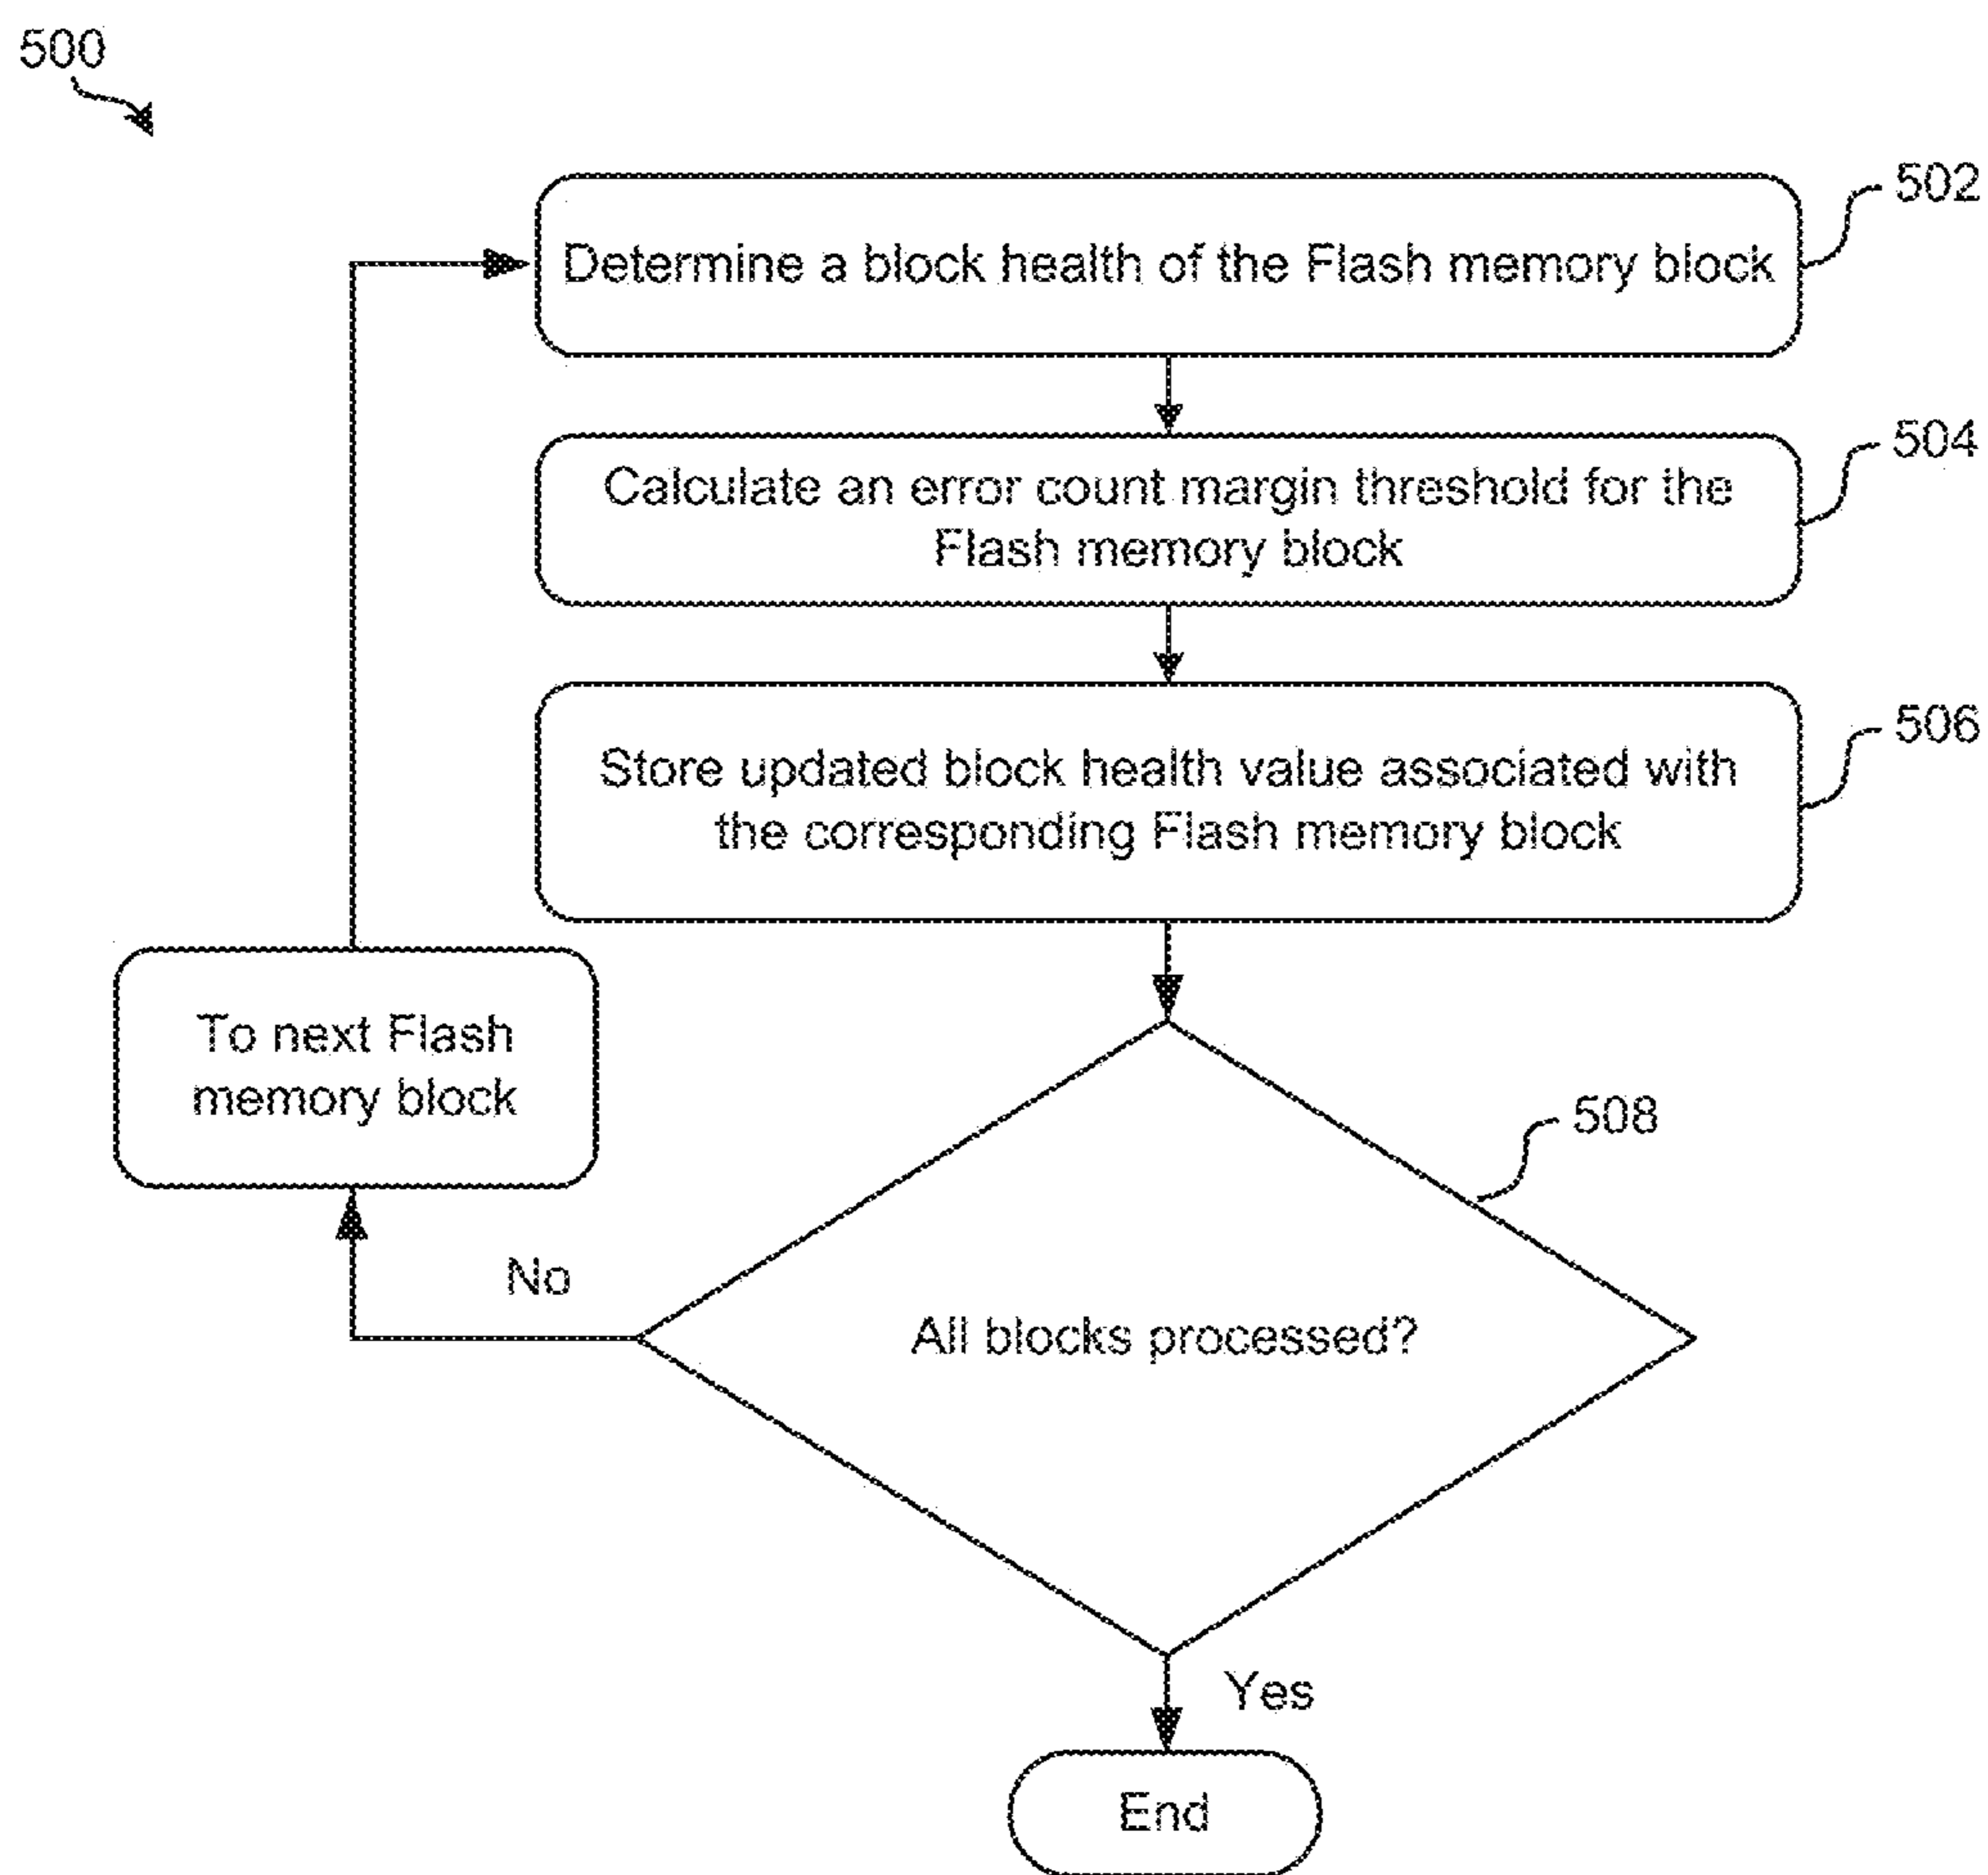 500
502
Determine a block health of the Flash memory block
504
Calculate an error count margin threshold for the
Flash memory block
506
Store updated block health value associated with
the corresponding Flash memory block
To next Flash
memory block
508
No
All blocks processed?
Yes
End